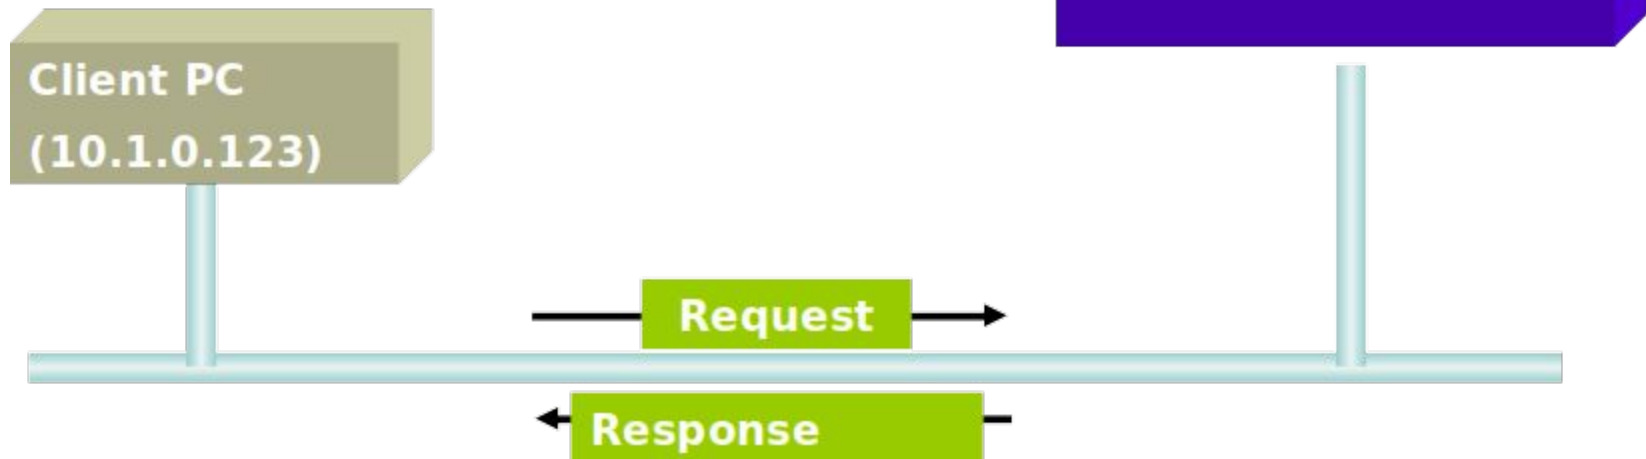 Client PC
(10.1.0.123)
Request
Response